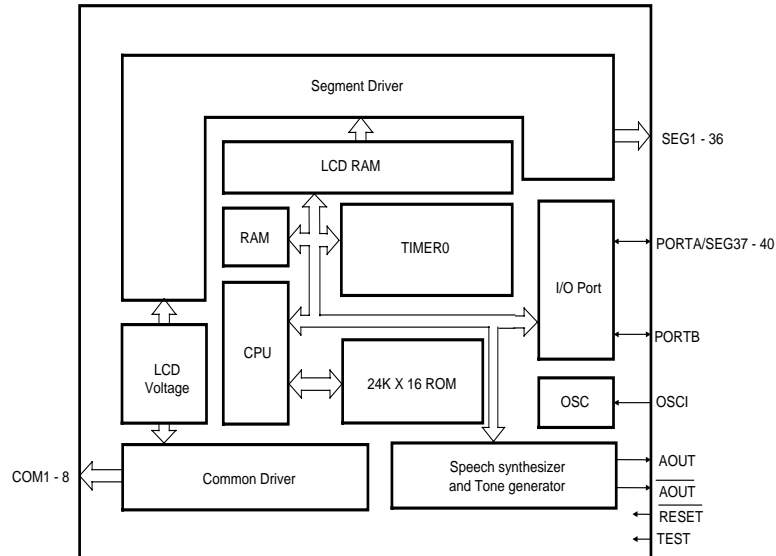 Segment Driver
SEG1 - 36
LCD RAM
RAM
TIMER0
PORTA/SEG37 - 40
I/O Port
PORTB
CPU
LCD
Voltage
24K X 16 ROM
OSC
OSCI
COM1 - 8
Common Driver
Speech synthesizer
and Tone generator
AOUT
AOUT
RESET
TEST